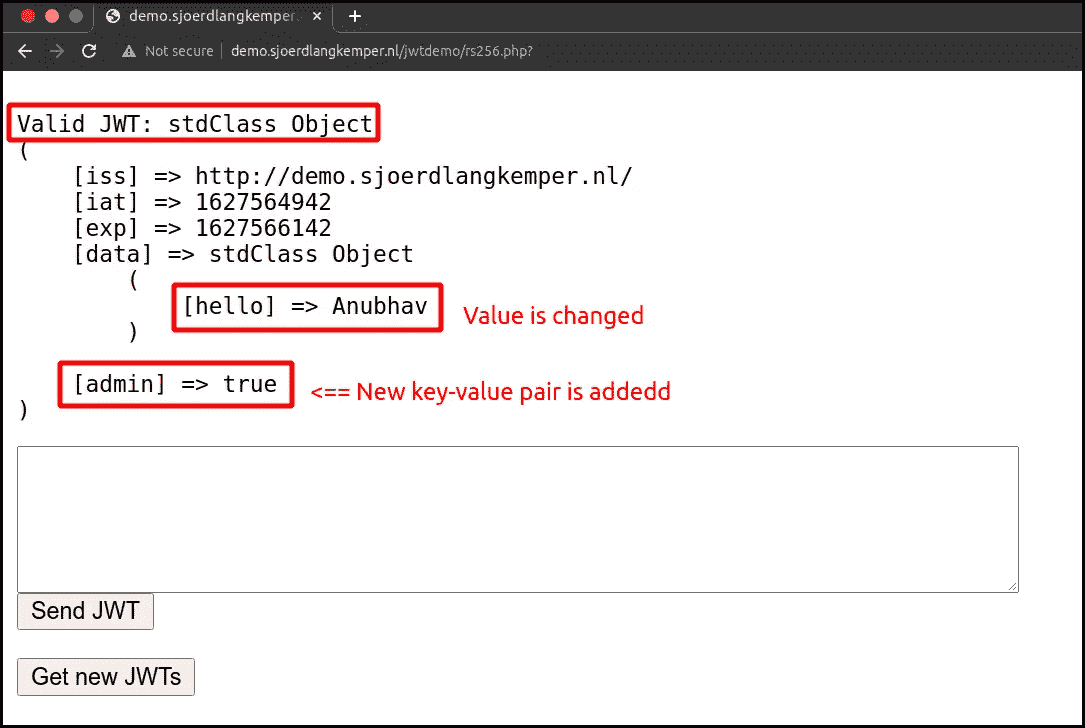 demo.sjoerdlangkemper.
Not secure demo.sjoerdlangkemper.nl/jwtdemo/rs256.php?
Valid JWT: stdClass Object
(
[iss] => http://demo.sjoerdlangkemper.nl/
[iat] => 1627564942
[exp] => 1627566142
[data] => stdClass Object
(
[hello] => Anubhav Value is changed
)
[admin] => true <== New key-value pair is addedd
)
Send JWT
Get new JWTs